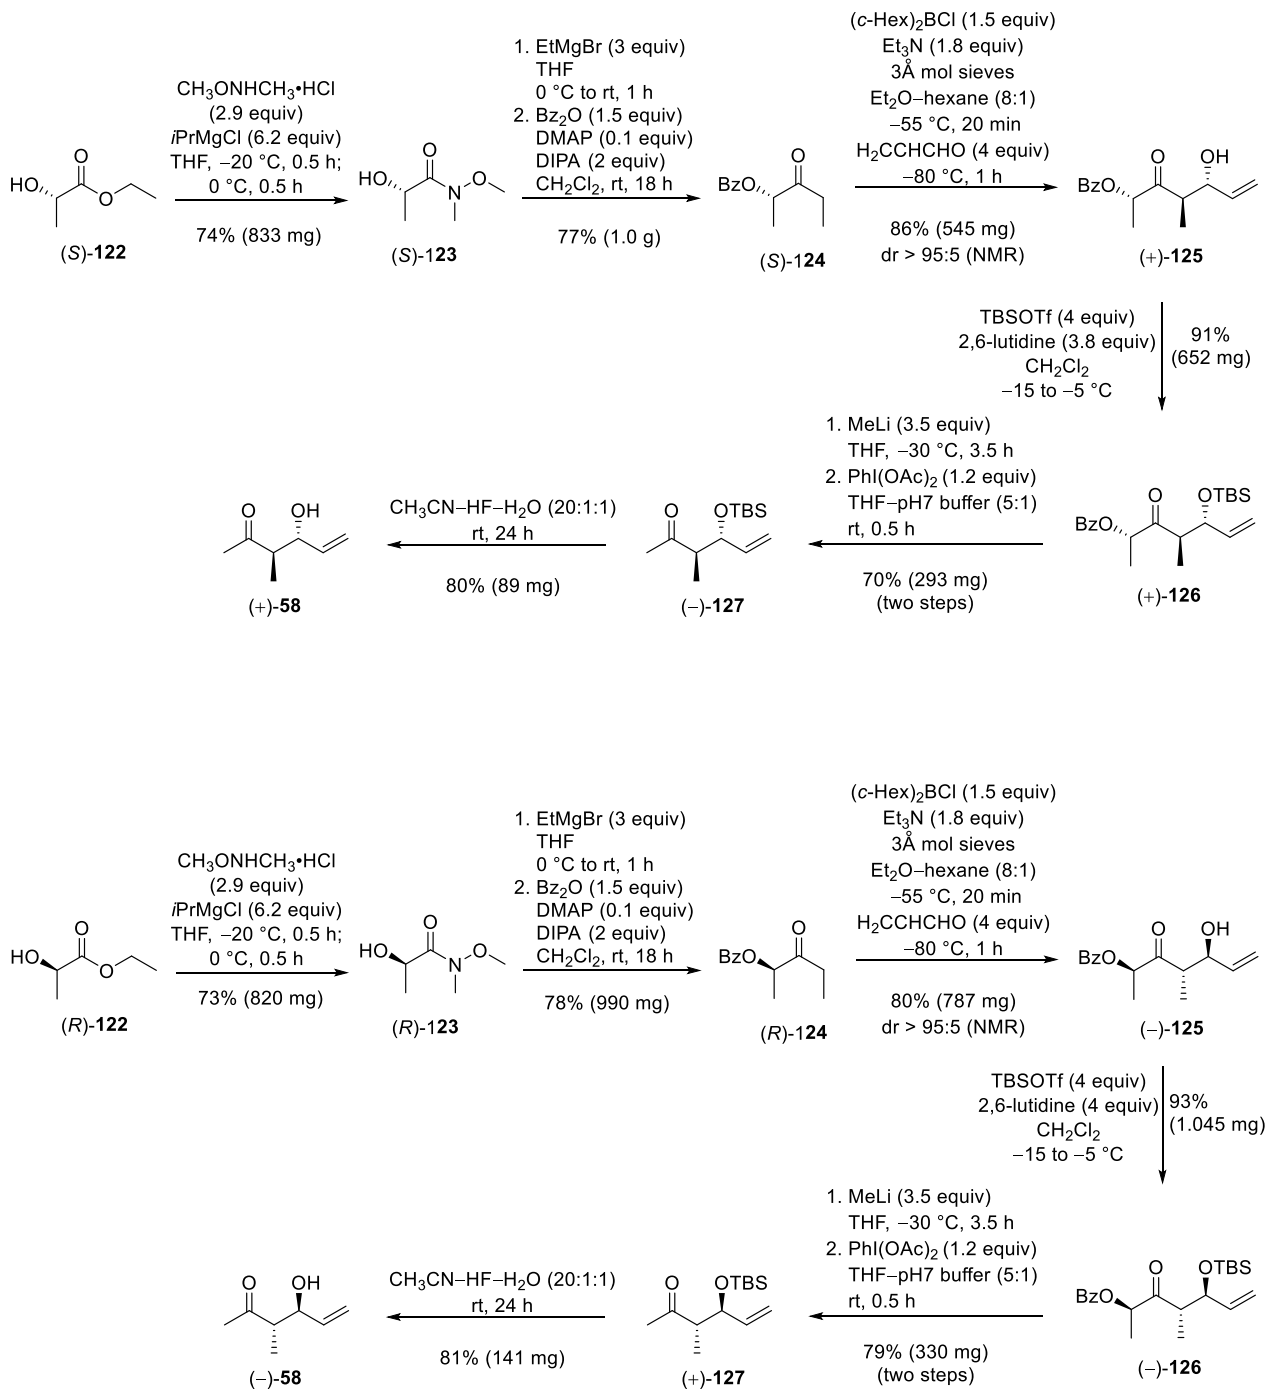 CH3ONHCH3•HCl
(2.9 equiv)
iPrMgCl (6.2 equiv)
THF, −20 °C, 0.5 h;
0 °C, 0.5 h
74% (833 mg)
HO
O
O
(S)-122
1. EtMgBr (3 equiv)
THF
0 °C to rt, 1 h
2. Bz2O (1.5 equiv)
DMAP (0.1 equiv)
DIPA (2 equiv)
CH2Cl2, rt, 18 h
77% (1.0 g)
HO
O
N
O
(S)-123
(c-Hex)2BCl (1.5 equiv)
Et3N (1.8 equiv)
3Å mol sieves
Et2O−hexane (8:1)
−55 °C, 20 min
H2CCHCHO (4 equiv)
−80 °C, 1 h
86% (545 mg)
dr > 95:5 (NMR)
BzO
O
(S)-124
BzO
O
OH
(+)-125
TBSOTf (4 equiv)
2,6-lutidine (3.8 equiv)
CH2Cl2
−15 to −5 °C
91%
(652 mg)
BzO
O
OTBS
(+)-126
1. MeLi (3.5 equiv)
THF, −30 °C, 3.5 h
2. PhI(OAc)2 (1.2 equiv)
THF−pH7 buffer (5:1)
rt, 0.5 h
70% (293 mg)
(two steps)
O
OTBS
(−)-127
CH3CN−HF−H2O (20:1:1)
rt, 24 h
80% (89 mg)
O
OH
(+)-58
CH3ONHCH3•HCl
(2.9 equiv)
iPrMgCl (6.2 equiv)
THF, −20 °C, 0.5 h;
0 °C, 0.5 h
73% (820 mg)
HO
O
O
(R)-122
1. EtMgBr (3 equiv)
THF
0 °C to rt, 1 h
2. Bz2O (1.5 equiv)
DMAP (0.1 equiv)
DIPA (2 equiv)
CH2Cl2, rt, 18 h
78% (990 mg)
HO
O
N
O
(R)-123
(c-Hex)2BCl (1.5 equiv)
Et3N (1.8 equiv)
3Å mol sieves
Et2O−hexane (8:1)
−55 °C, 20 min
H2CCHCHO (4 equiv)
−80 °C, 1 h
80% (787 mg)
dr > 95:5 (NMR)
BzO
O
(R)-124
BzO
O
OH
(−)-125
TBSOTf (4 equiv)
2,6-lutidine (4 equiv)
CH2Cl2
−15 to −5 °C
93%
(1.045 mg)
BzO
O
OTBS
(−)-126
1. MeLi (3.5 equiv)
THF, −30 °C, 3.5 h
2. PhI(OAc)2 (1.2 equiv)
THF−pH7 buffer (5:1)
rt, 0.5 h
79% (330 mg)
(two steps)
O
OTBS
(+)-127
CH3CN−HF−H2O (20:1:1)
rt, 24 h
81% (141 mg)
O
OH
(−)-58